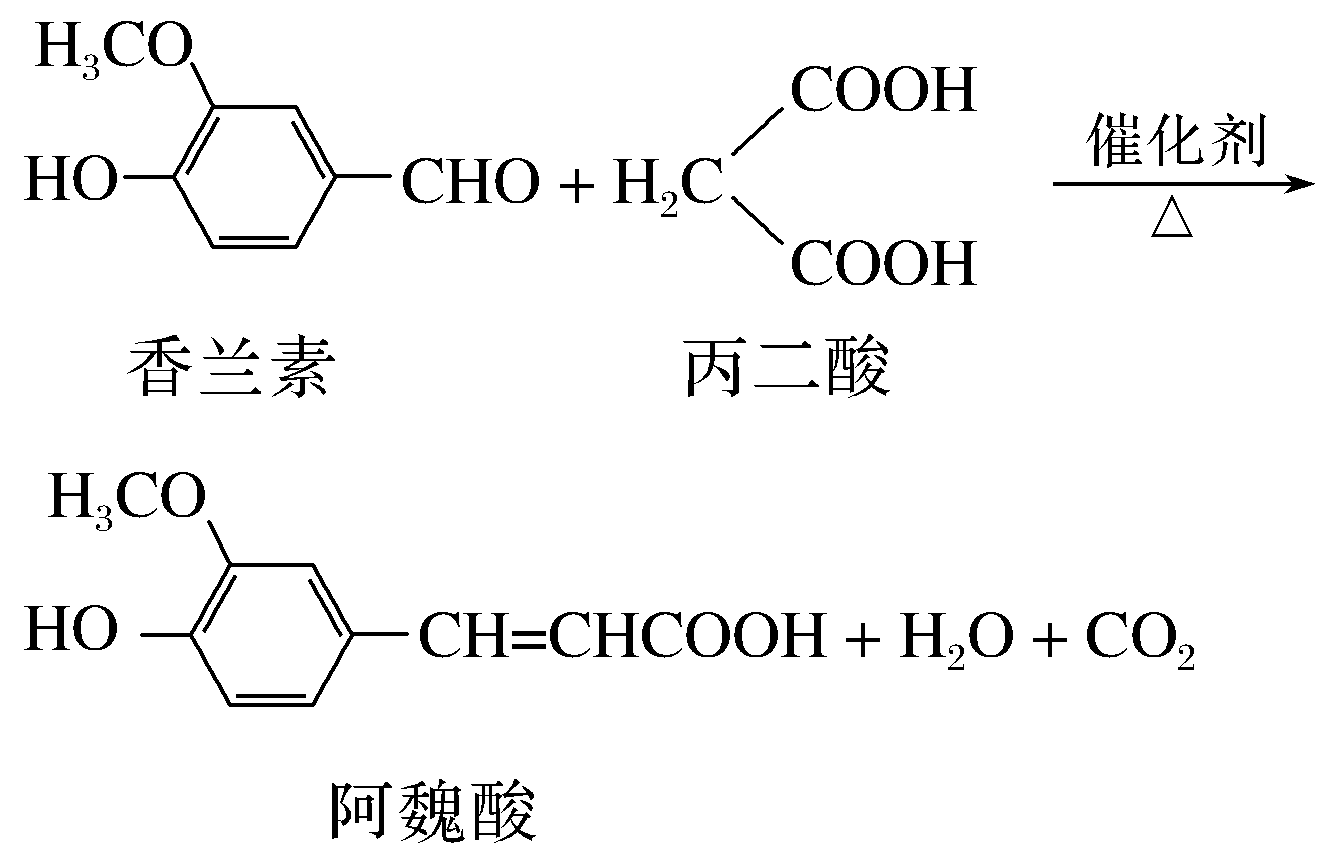 H₃CO
COOH
HO CHO + H₂C 催化剂 △
COOH
香兰素 丙二酸
H₃CO
HO CH=CHCOOH + H₂O + CO₂
阿魏酸